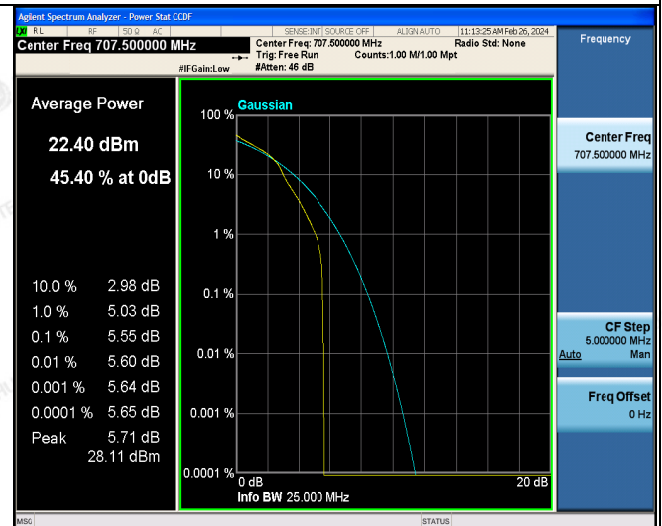 Agilent Spectrum Analyzer - Power Stat CCDF
LXI RL RF 50 Ω AC SENSE:INT SOURCE OFF ALIGN AUTO 11:13:25 AM Feb 26, 2024
Center Freq 707.500000 MHz
Center Freq: 707.500000 MHz Radio Std: None
Trig: Free Run Counts:1.00 M/1.00 Mpt
#IFGain:Low #Atten: 46 dB
Frequency
Average Power
22.40 dBm
45.40 % at 0dB
10.0 % 2.98 dB
1.0 % 5.03 dB
0.1 % 5.55 dB
0.01 % 5.60 dB
0.001 % 5.64 dB
0.0001 % 5.65 dB
Peak 5.71 dB
28.11 dBm
Gaussian
100 %
10 %
1 %
0.1 %
0.01 %
0.001 %
0.0001 %
0 dB 20 dB
Info BW 25.000 MHz
Center Freq
707.500000 MHz
CF Step
5.000000 MHz
Auto Man
Freq Offset
0 Hz
MSG STATUS